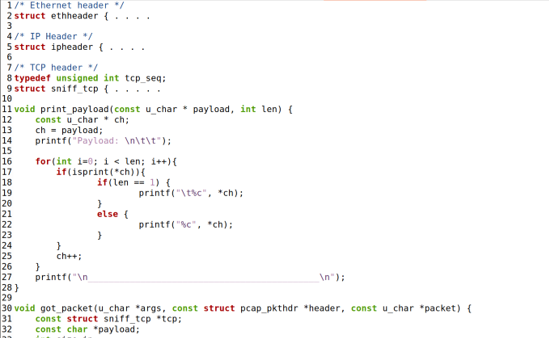 1 /* Ethernet header */
2 struct ethheader { . . . .
3
4 /* IP Header */
5 struct ipheader { . . . .
6
7 /* TCP header */
8 typedef unsigned int tcp_seq;
9 struct sniff_tcp { . . . . .
10
11 void print_payload(const u_char * payload, int len) {
12     const u_char * ch;
13     ch = payload;
14     printf("Payload: \n\t\t");
15
16     for(int i=0; i < len; i++){
17         if(isprint(*ch)){
18                 if(len == 1) {
19                         printf("\t%c", *ch);
20                 }
21                 else {
22                         printf("%c", *ch);
23                 }
24         }
25         ch++;
26     }
27     printf("\n____________________________________________\n");
28 }
29
30 void got_packet(u_char *args, const struct pcap_pkthdr *header, const u_char *packet) {
31     const struct sniff_tcp *tcp;
32     const char *payload;